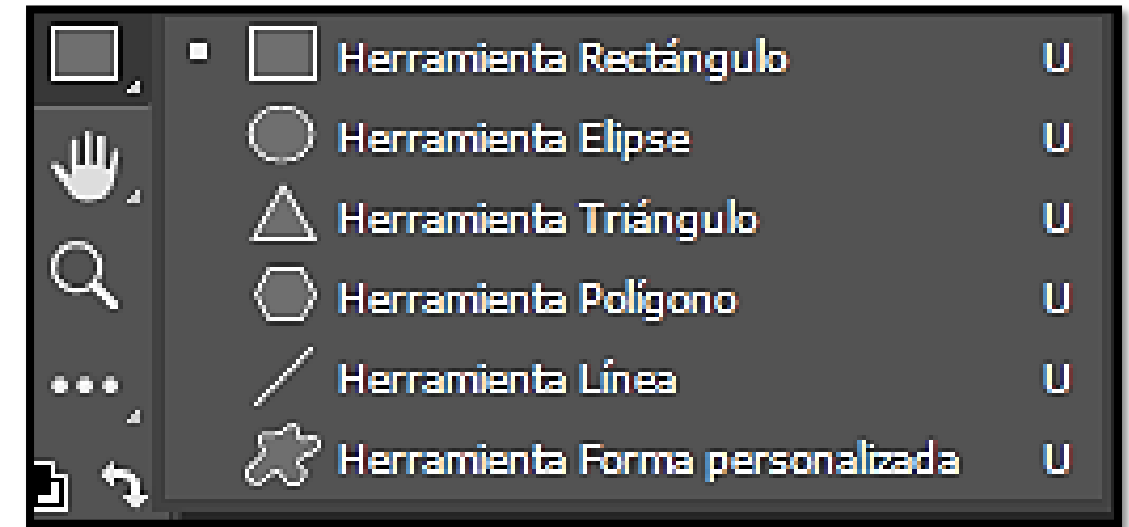 Herramienta Rectángulo U
Herramienta Elipse U
Herramienta Triángulo U
Herramienta Polígono U
Herramienta Línea U
Herramienta Forma personalizada U